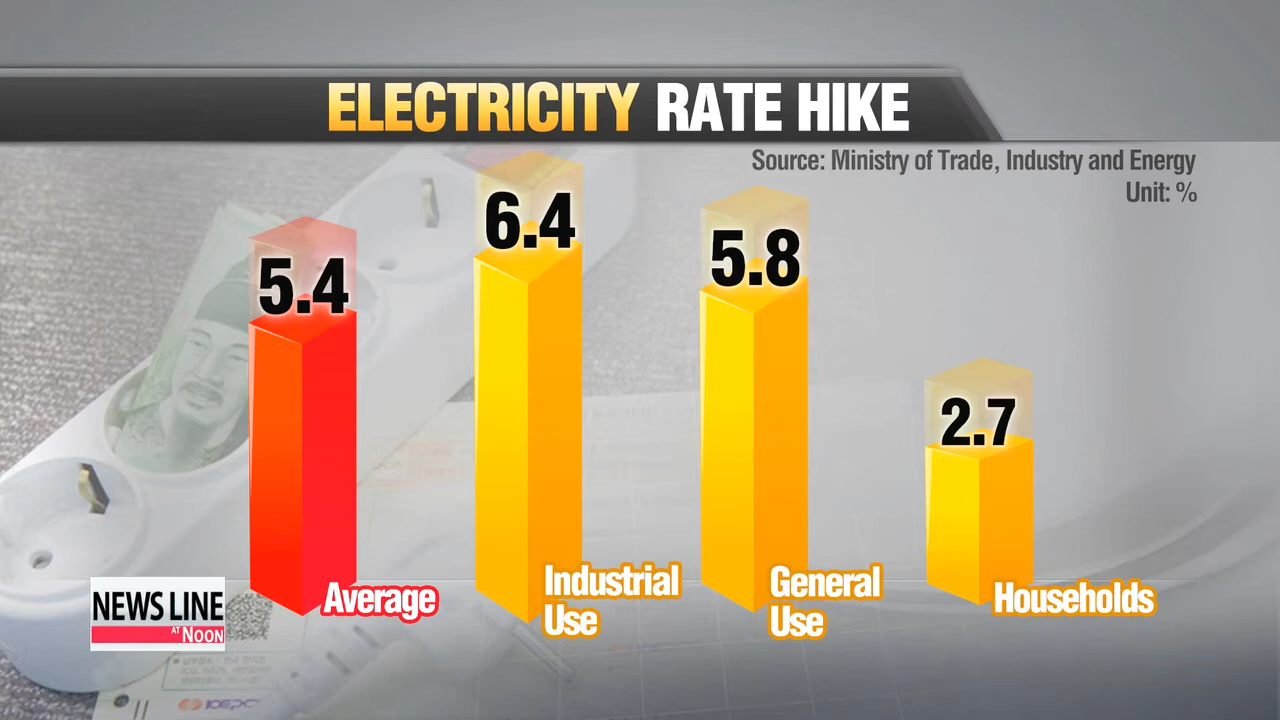 ELECTRICITY RATE HIKE
Source: Ministry of Trade, Industry and Energy
Unit: %
5.4
6.4
5.8
2.7
Average
Industrial
Use
General
Use
Households
NEWS LINE
AT NOON